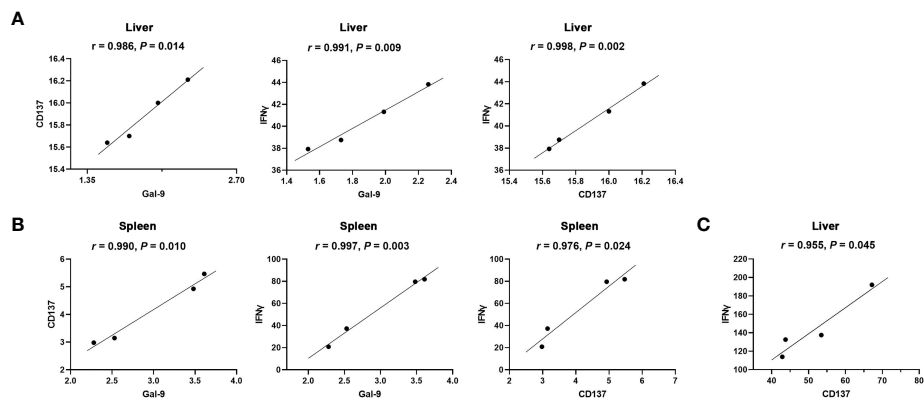 A
Liver
r = 0.986, P = 0.014
CD137
16.4
16.2
16.0
15.8
15.6
15.4
1.35
2.70
Gal-9
Liver
r = 0.991, P = 0.009
IFNγ
46
44
42
40
38
36
1.4
1.6
1.8
2.0
2.2
2.4
Gal-9
Liver
r = 0.998, P = 0.002
IFNγ
46
44
42
40
38
36
15.4
15.6
15.8
16.0
16.2
16.4
CD137
B
Spleen
r = 0.990, P = 0.010
CD137
6
5
4
3
2
2.0
2.5
3.0
3.5
4.0
Gal-9
Spleen
r = 0.997, P = 0.003
IFNγ
100
80
60
40
20
0
2.0
2.5
3.0
3.5
4.0
Gal-9
Spleen
r = 0.976, P = 0.024
IFNγ
100
80
60
40
20
0
2
3
4
5
6
7
CD137
C
Liver
r = 0.955, P = 0.045
IFNγ
220
200
180
160
140
120
100
40
50
60
70
80
CD137